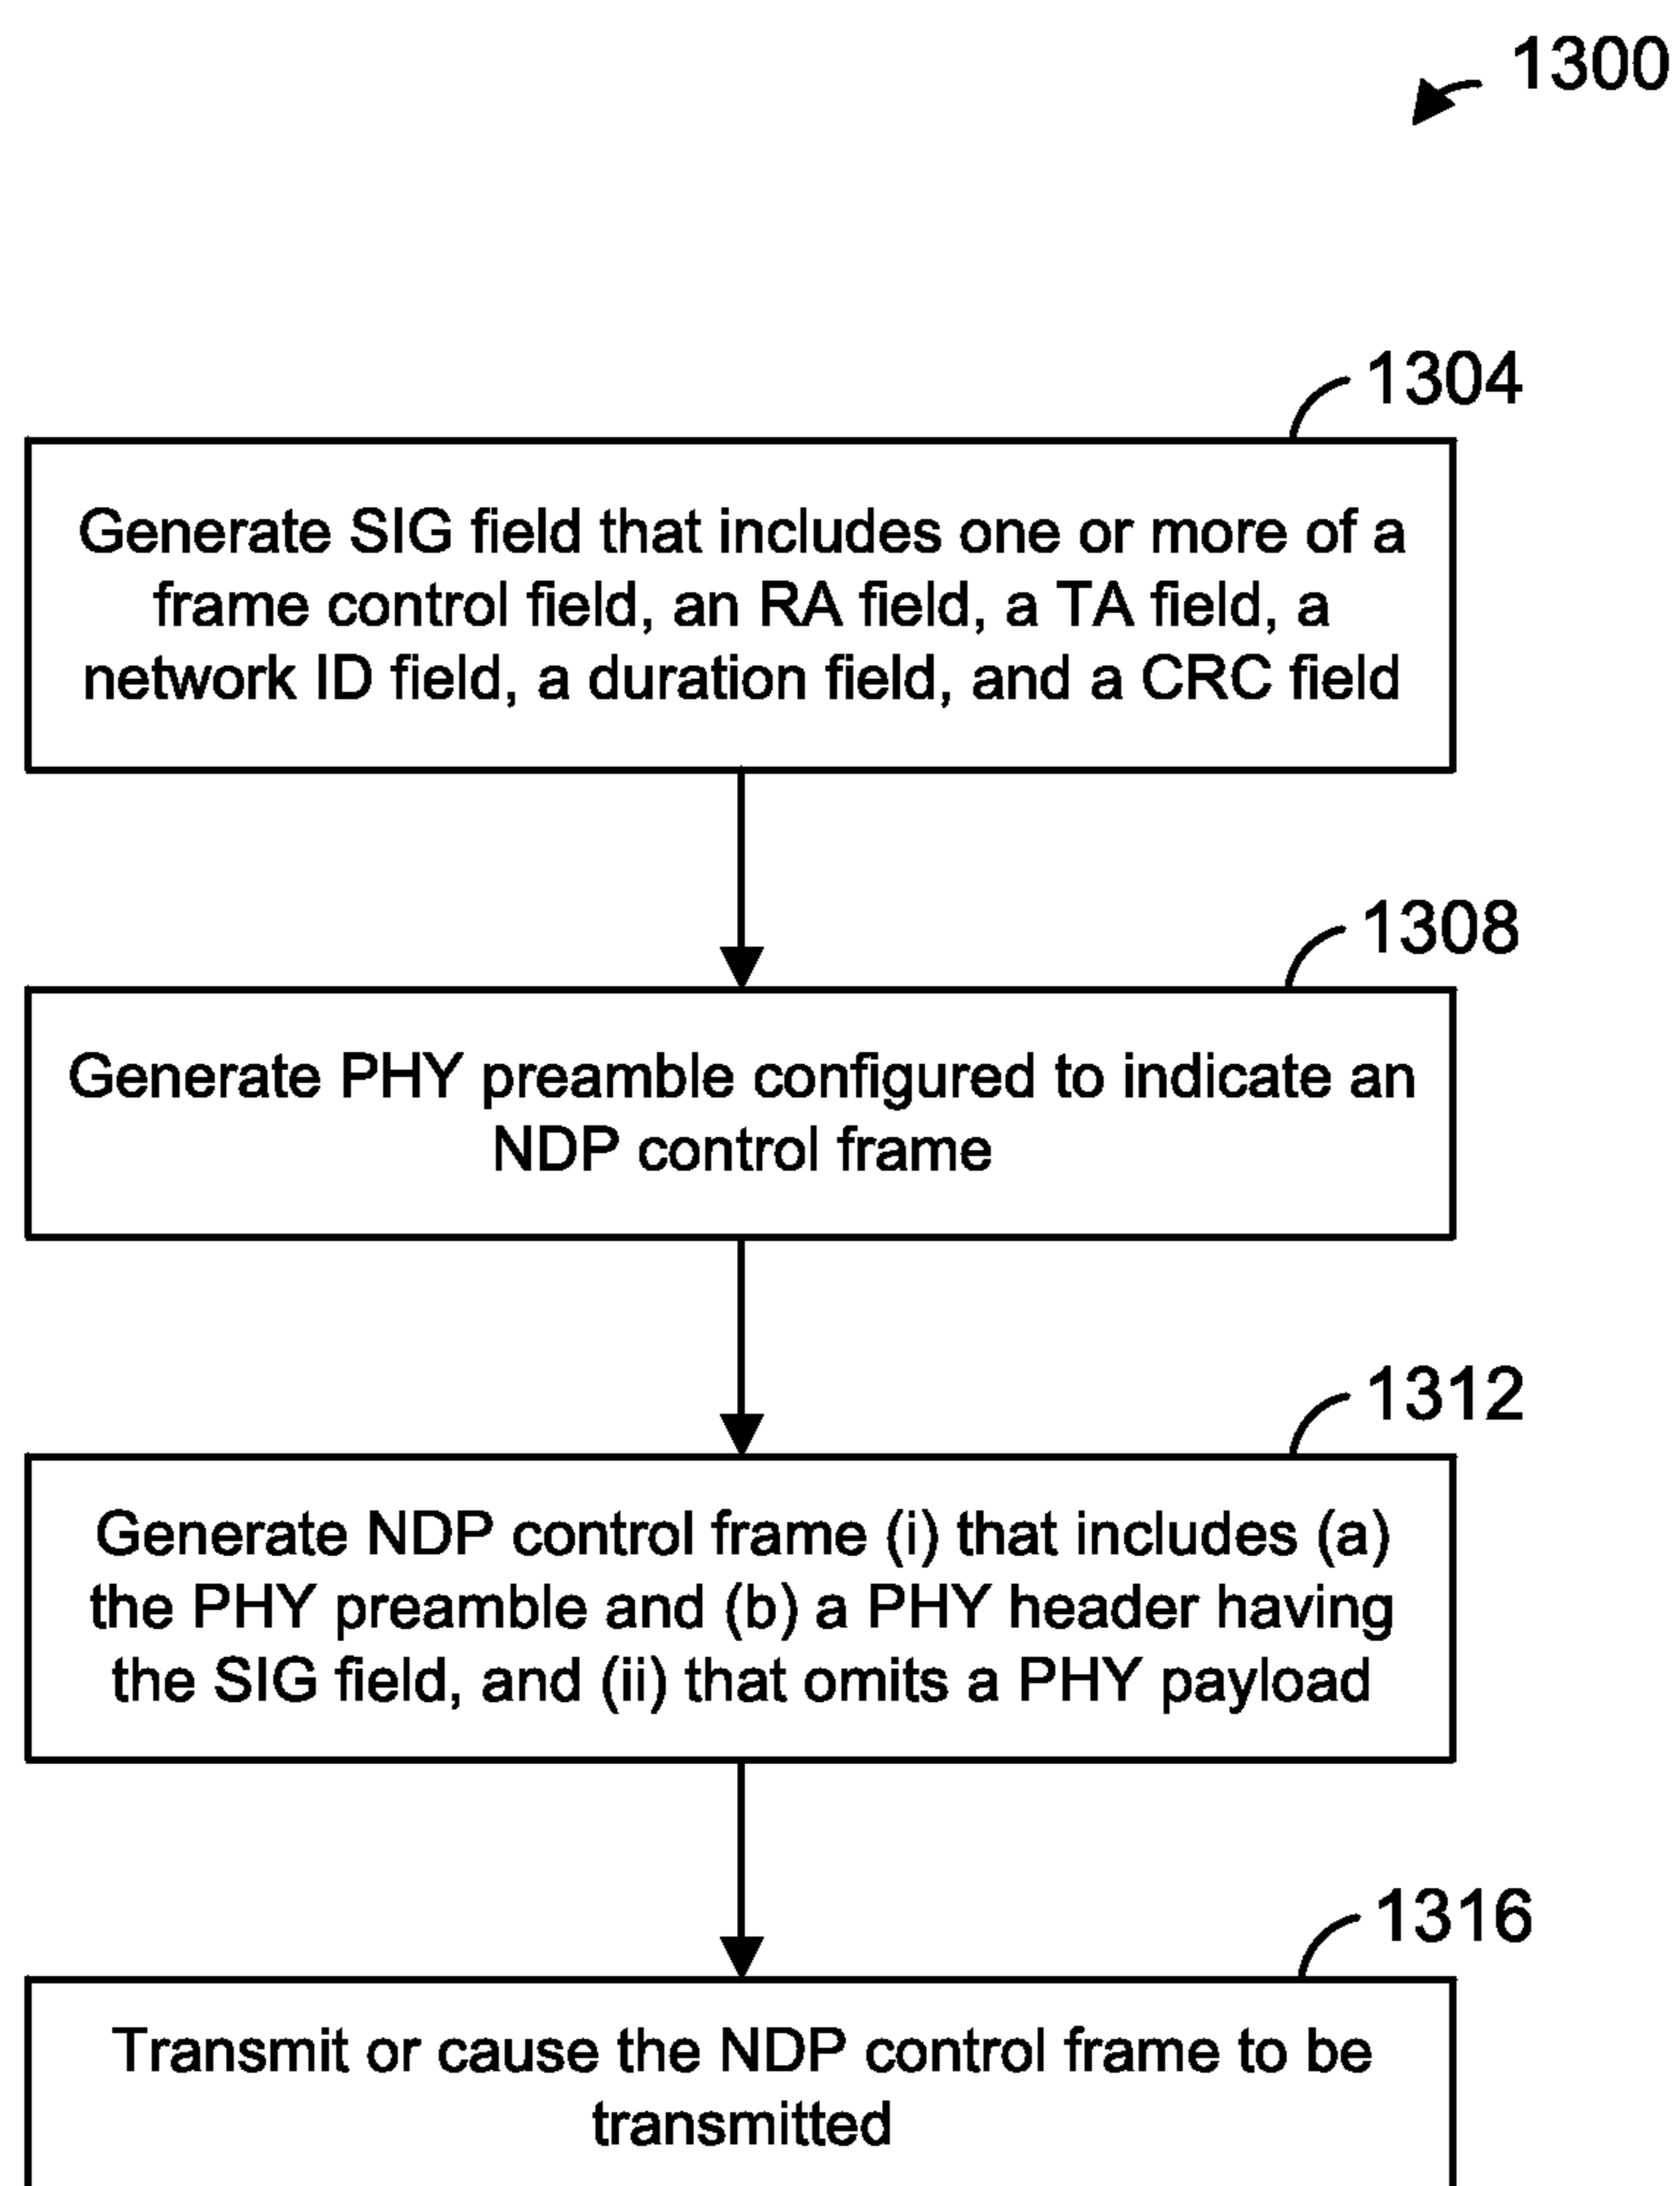 1300
1304
Generate SIG field that includes one or more of a
frame control field, an RA field, a TA field, a
network ID field, a duration field, and a CRC field
1308
Generate PHY preamble configured to indicate an
NDP control frame
1312
Generate NDP control frame (i) that includes (a)
the PHY preamble and (b) a PHY header having
the SIG field, and (ii) that omits a PHY payload
1316
Transmit or cause the NDP control frame to be
transmitted